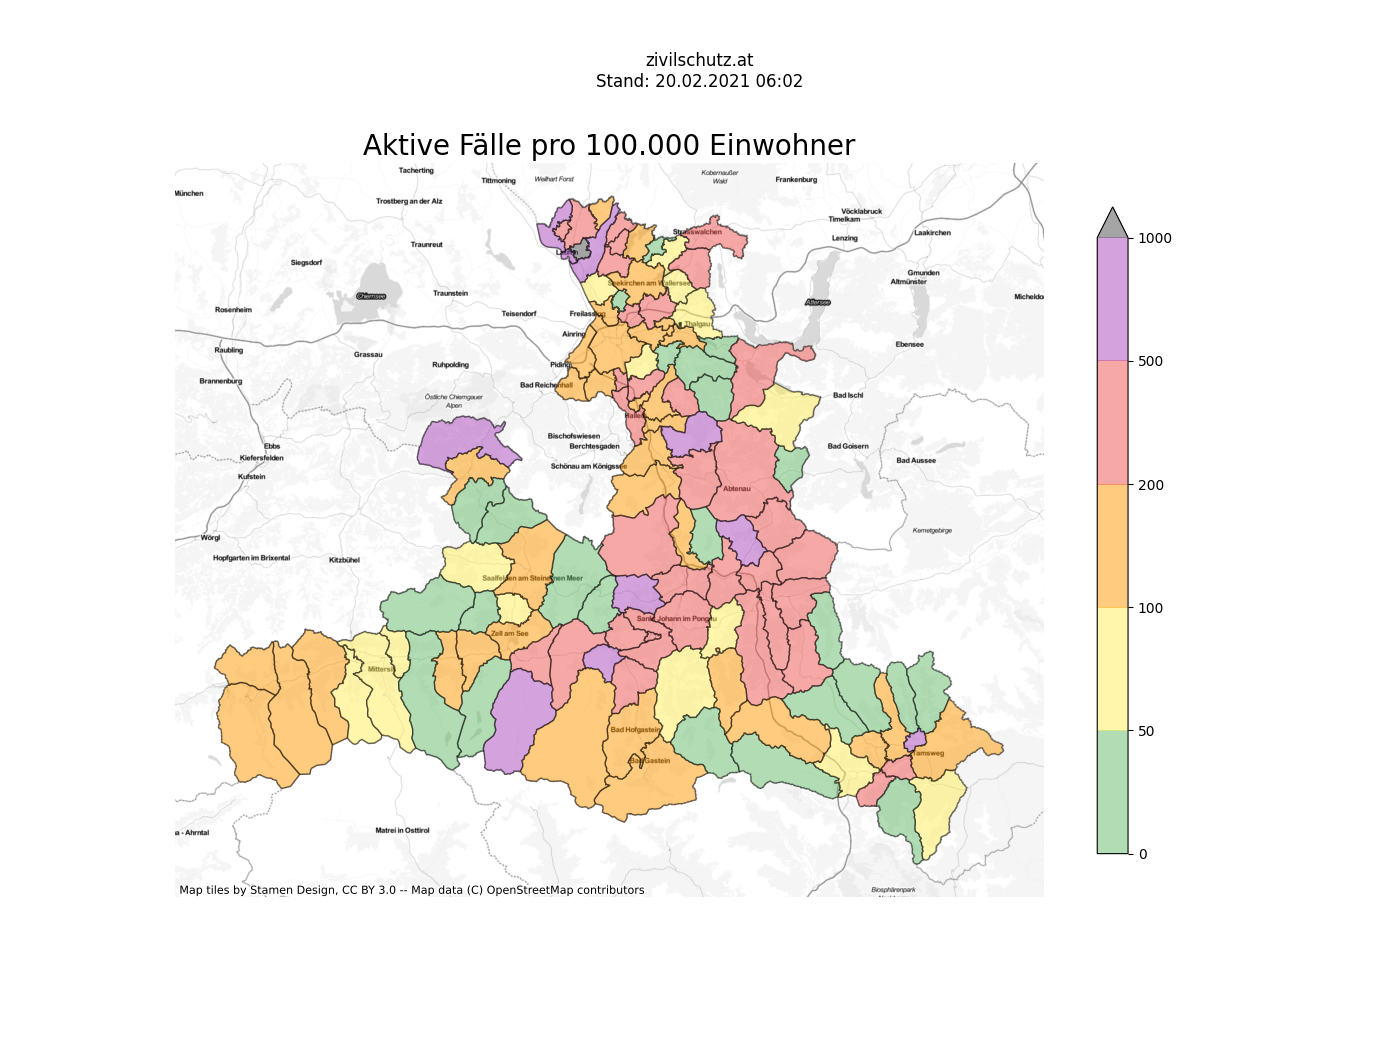 zivilschutz.at
Stand: 20.02.2021 06:02
Aktive Fälle pro 100.000 Einwohner
Tacherting
Tittmoning
Weilhart Forst
Kobernaußer
Wald
Frankenburg
München
Trostberg an der Alz
Vöcklabruck
Timelkam
Laakirchen
Strasswalchen
Lenzing
Traunreut
Siegsdorf
Gmunden
Altmünster
Seekirchen am Wallersee
Chiemsee
Traunstein
Attersee
Micheldo
Rosenheim
Teisendorf
Freilassing
Thalgau
Ainring
Ebensee
Raubling
Grassau
Ruhpolding
Piding
Brannenburg
Bad Reichenhall
Östliche Chiemgauer
Alpen
Bad Ischl
Hallein
Bischofswiesen
Berchtesgaden
Bad Goisern
Ebbs
Kiefersfelden
Schönau am Königssee
Bad Aussee
Kufstein
Abtenau
Kemetgebirge
Wörgl
Hopfgarten im Brixental
Kitzbühel
Saalfelden am Steinernen Meer
Sankt Johann im Pongau
Zell am See
Mittersill
Bad Hofgastein
Bad Gastein
Tamsweg
Matrei in Osttirol
a - Ahrntal
Biosphärenpark
Map tiles by Stamen Design, CC BY 3.0 -- Map data (C) OpenStreetMap contributors
1000
500
200
100
50
0